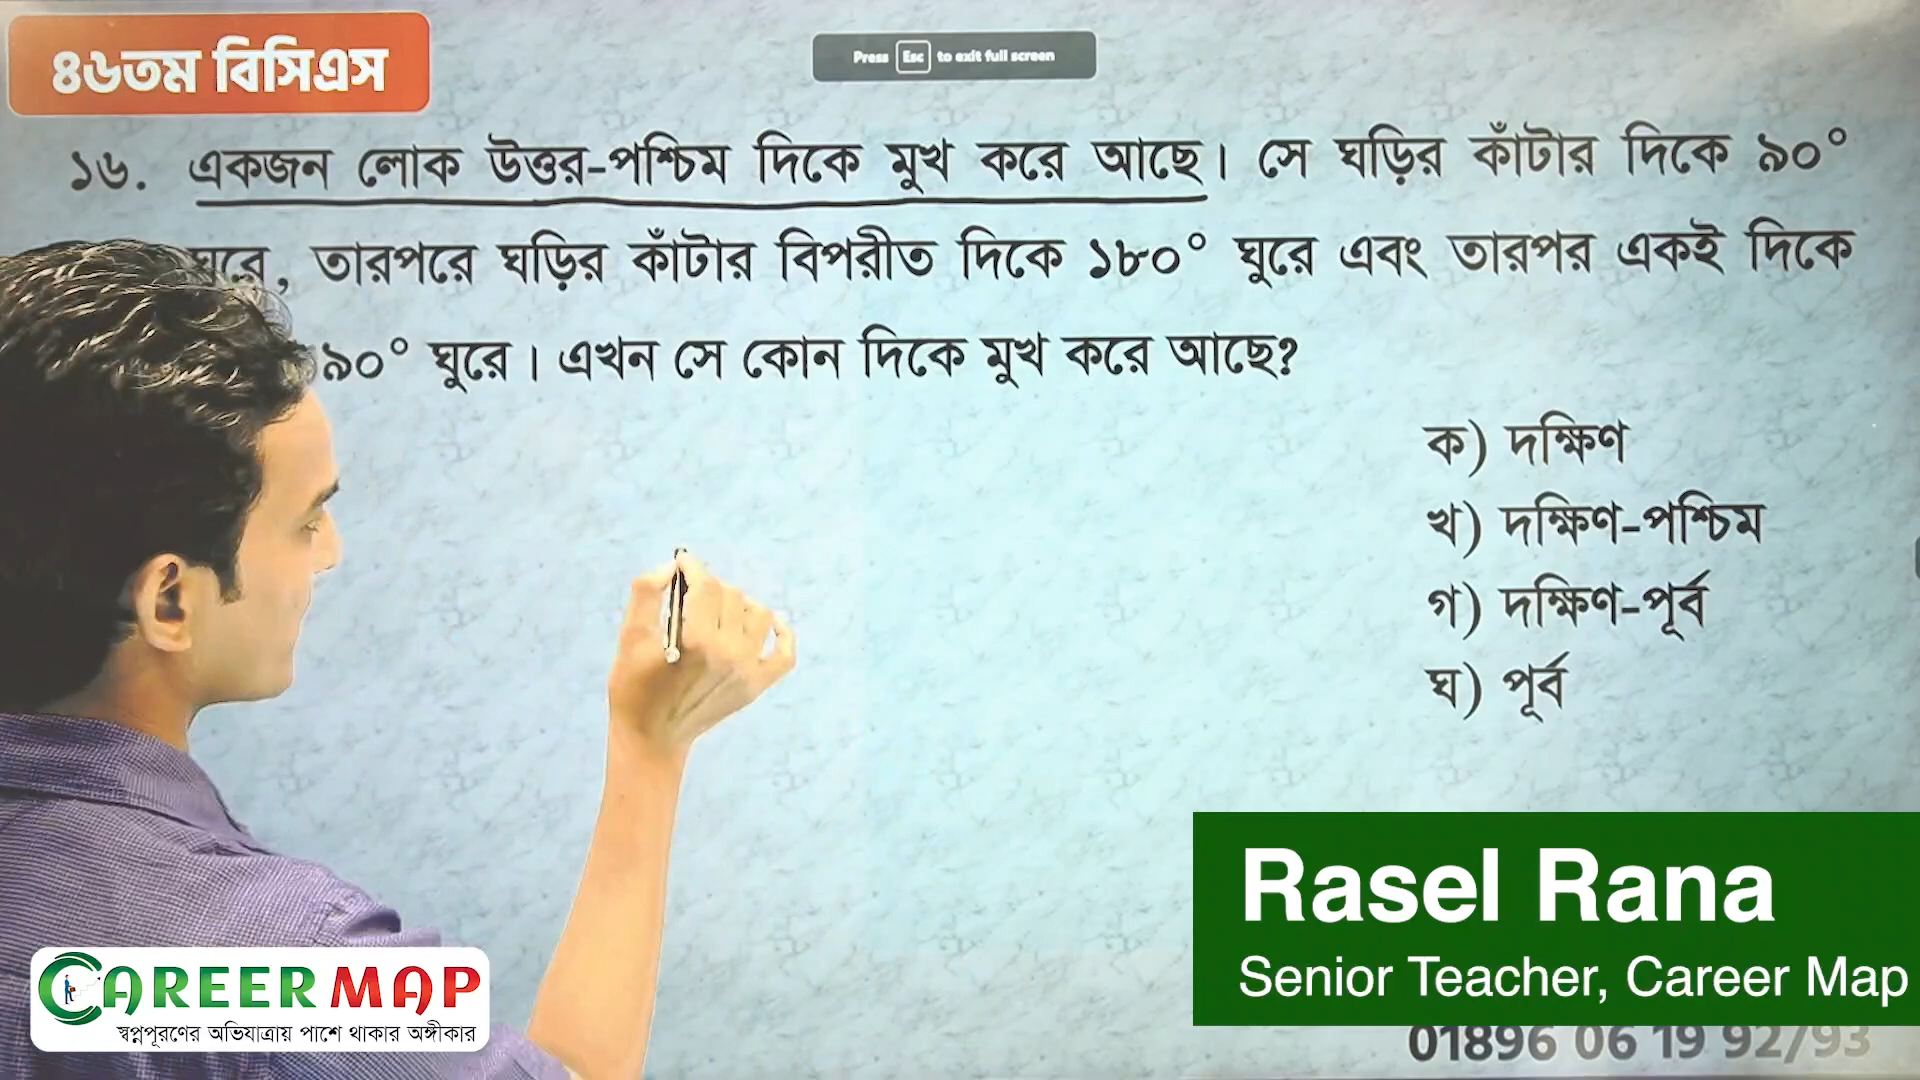 ৪৬তম বিসিএস
Press Esc to exit full screen
১৬. একজন লোক উত্তর-পশ্চিম দিকে মুখ করে আছে। সে ঘড়ির কাঁটার দিকে ৯০°
ঘুরে, তারপরে ঘড়ির কাঁটার বিপরীত দিকে ১৮০° ঘুরে এবং তারপর একই দিকে
৯০° ঘুরে। এখন সে কোন দিকে মুখ করে আছে?
ক) দক্ষিণ
খ) দক্ষিণ-পশ্চিম
গ) দক্ষিণ-পূর্ব
ঘ) পূর্ব
Rasel Rana
Senior Teacher, Career Map
CAREER MAP
স্বপ্নপূরণের অভিযাত্রায় পাশে থাকার অঙ্গীকার
01896 06 19 92/93